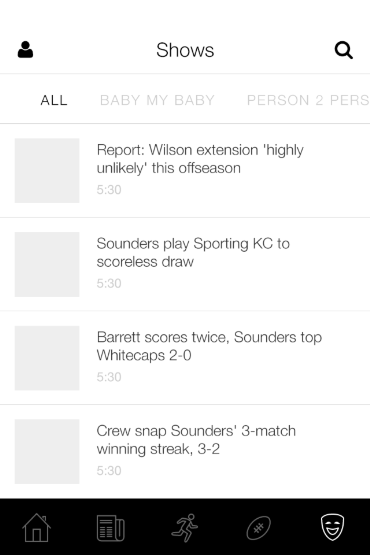 Shows
ALL BABY MY BABY PERSON 2 PERS
Report: Wilson extension 'highly
unlikely' this offseason
5:30
Sounders play Sporting KC to
scoreless draw
5:30
Barrett scores twice, Sounders top
Whitecaps 2-0
5:30
Crew snap Sounders' 3-match
winning streak, 3-2
5:30